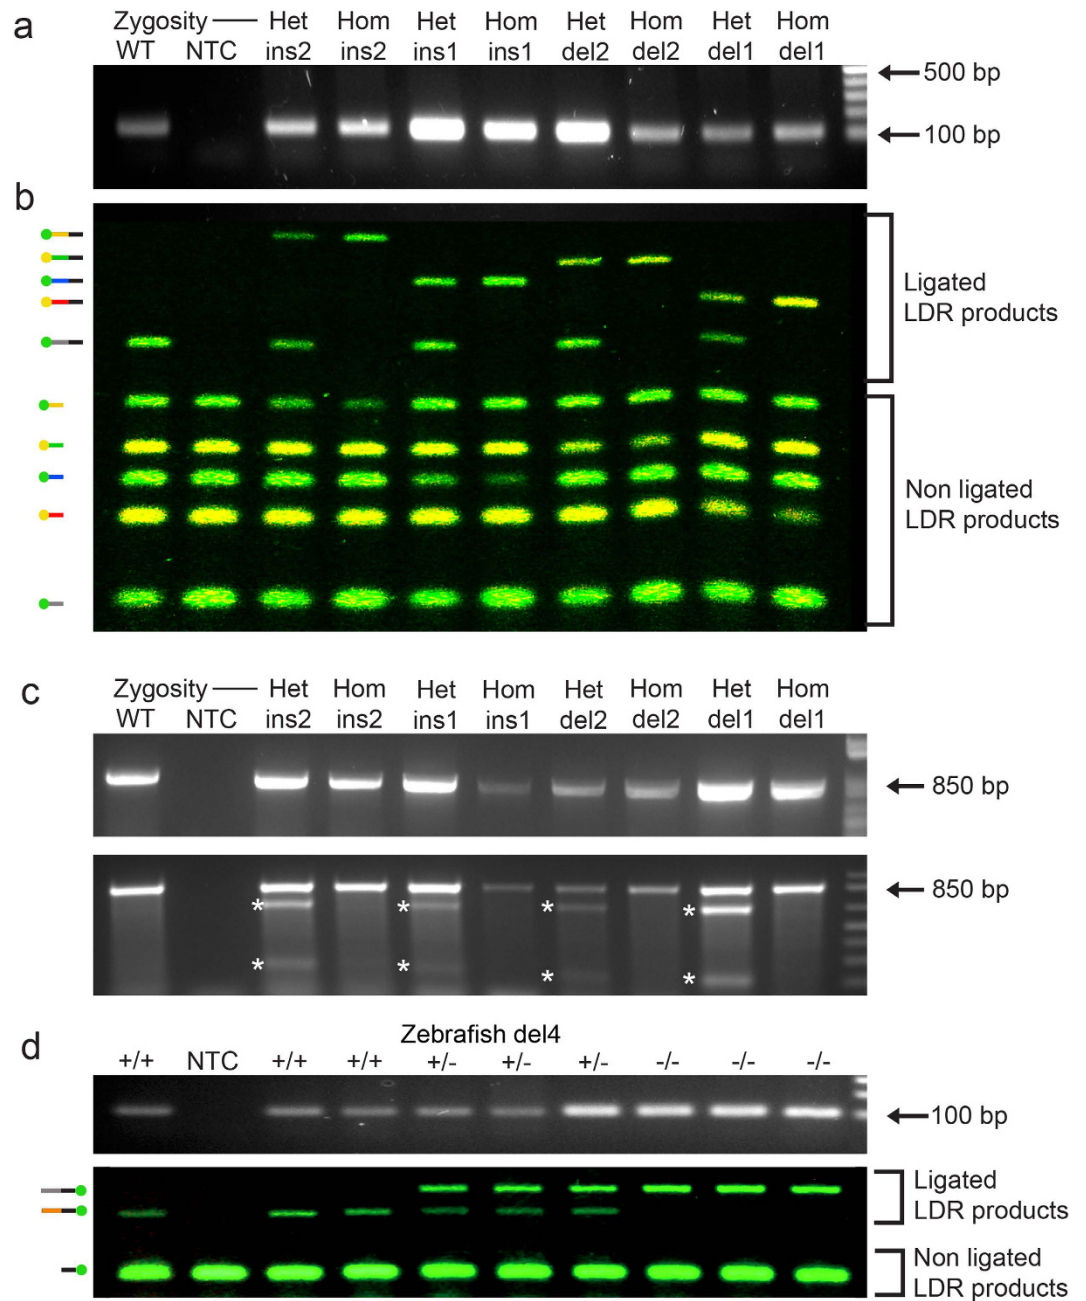 a
Zygosity Het Hom Het Hom Het Hom Het Hom
WT NTC ins2 ins2 ins1 ins1 del2 del2 del1 del1
500 bp
100 bp
b
Ligated
LDR products
Non ligated
LDR products
c
Zygosity Het Hom Het Hom Het Hom Het Hom
WT NTC ins2 ins2 ins1 ins1 del2 del2 del1 del1
850 bp
850 bp
* * * *
* * * *
d
Zebrafish del4
+/+ NTC +/+ +/+ +/- +/- +/- -/- -/- -/-
100 bp
Ligated
LDR products
Non ligated
LDR products